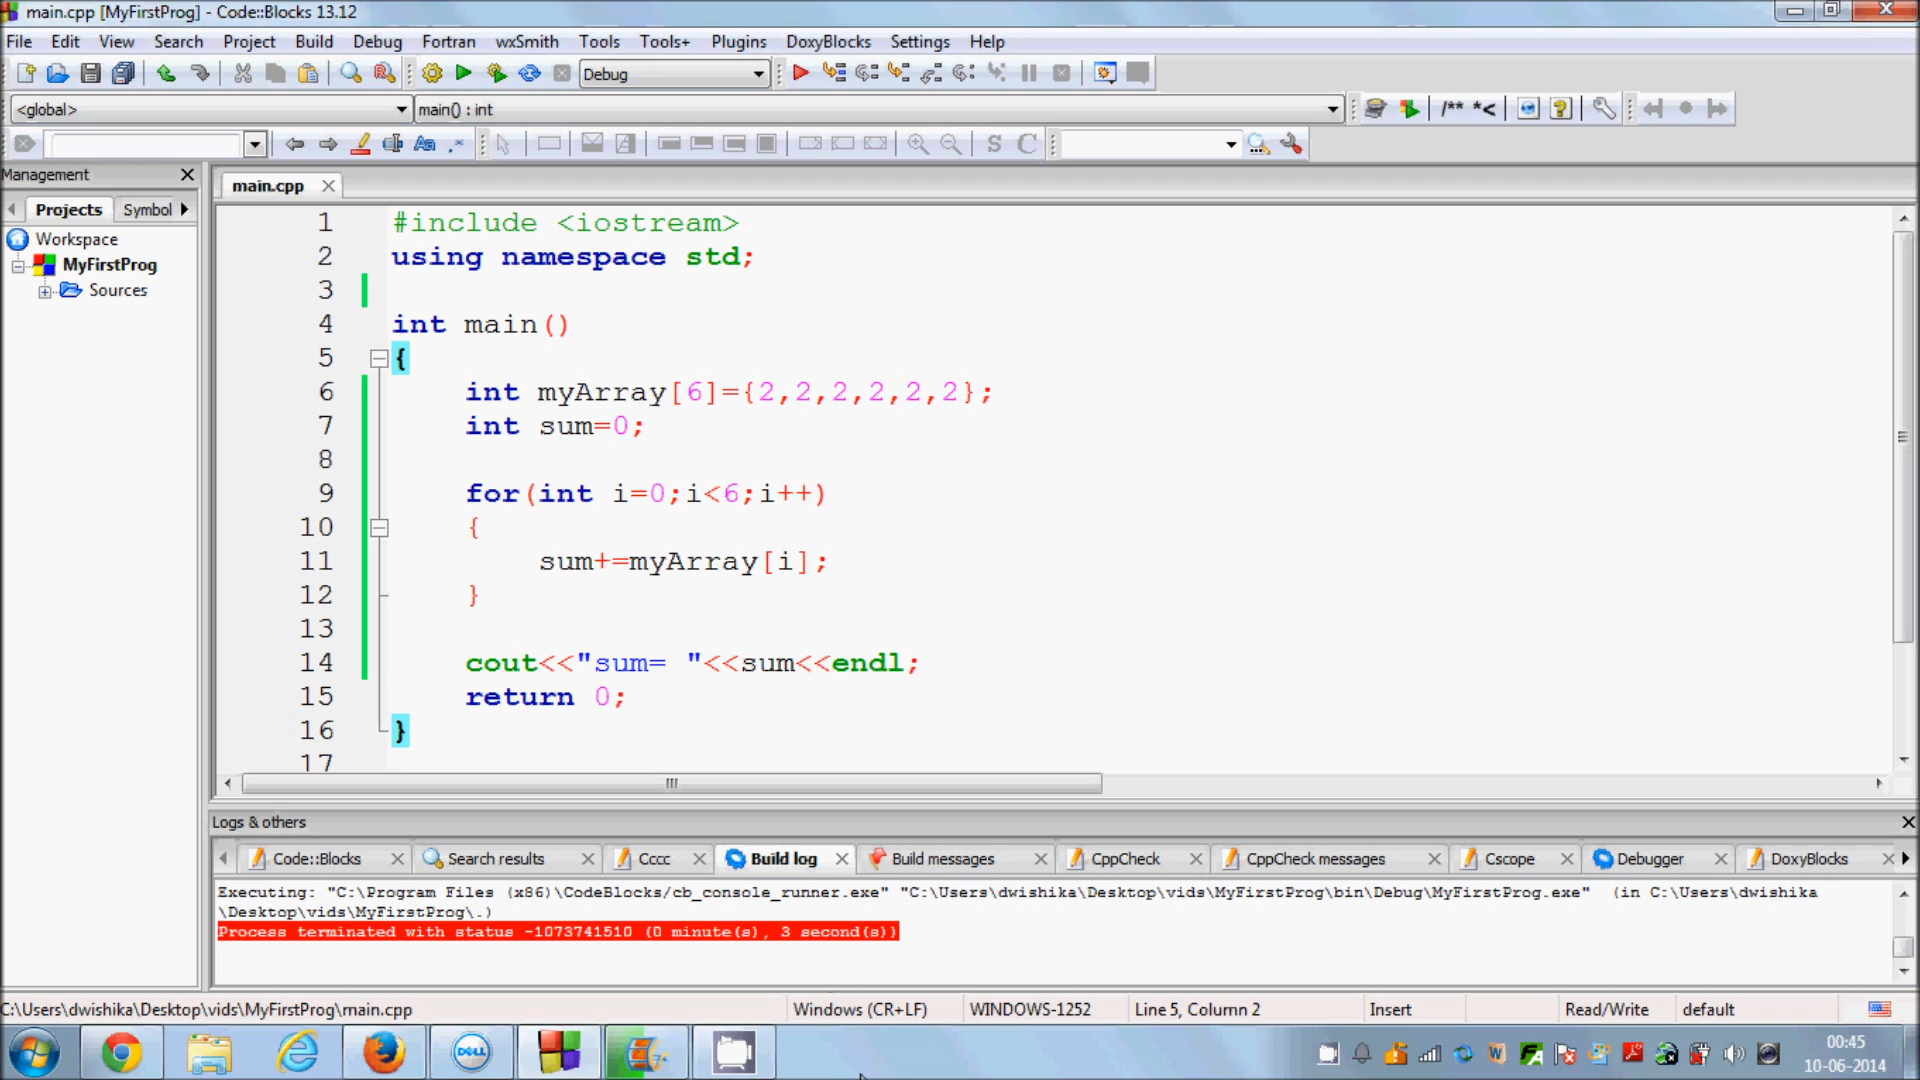 main.cpp [MyFirstProg] - Code::Blocks 13.12
File Edit View Search Project Build Debug Fortran wxSmith Tools Tools+ Plugins DoxyBlocks Settings Help
Debug
<global> main() : int /** *<
S C
Management
main.cpp
Projects Symbol
Workspace
MyFirstProg
Sources
1 #include <iostream>
2 using namespace std;
3
4 int main()
5 {
6 int myArray[6]={2,2,2,2,2,2};
7 int sum=0;
8
9 for(int i=0;i<6;i++)
10 {
11 sum+=myArray[i];
12 }
13
14 cout<<"sum= "<<sum<<endl;
15 return 0;
16 }
17
Logs & others
Code::Blocks Search results Cccc Build log Build messages CppCheck CppCheck messages Cscope Debugger DoxyBlocks
Executing: "C:\Program Files (x86)\CodeBlocks/cb_console_runner.exe" "C:\Users\dwishika\Desktop\vids\MyFirstProg\bin\Debug\MyFirstProg.exe" (in C:\Users\dwishika
\Desktop\vids\MyFirstProg\.)
Process terminated with status -1073741510 (0 minute(s), 3 second(s))
C:\Users\dwishika\Desktop\vids\MyFirstProg\main.cpp Windows (CR+LF) WINDOWS-1252 Line 5, Column 2 Insert Read/Write default
DELL
00:45
10-06-2014